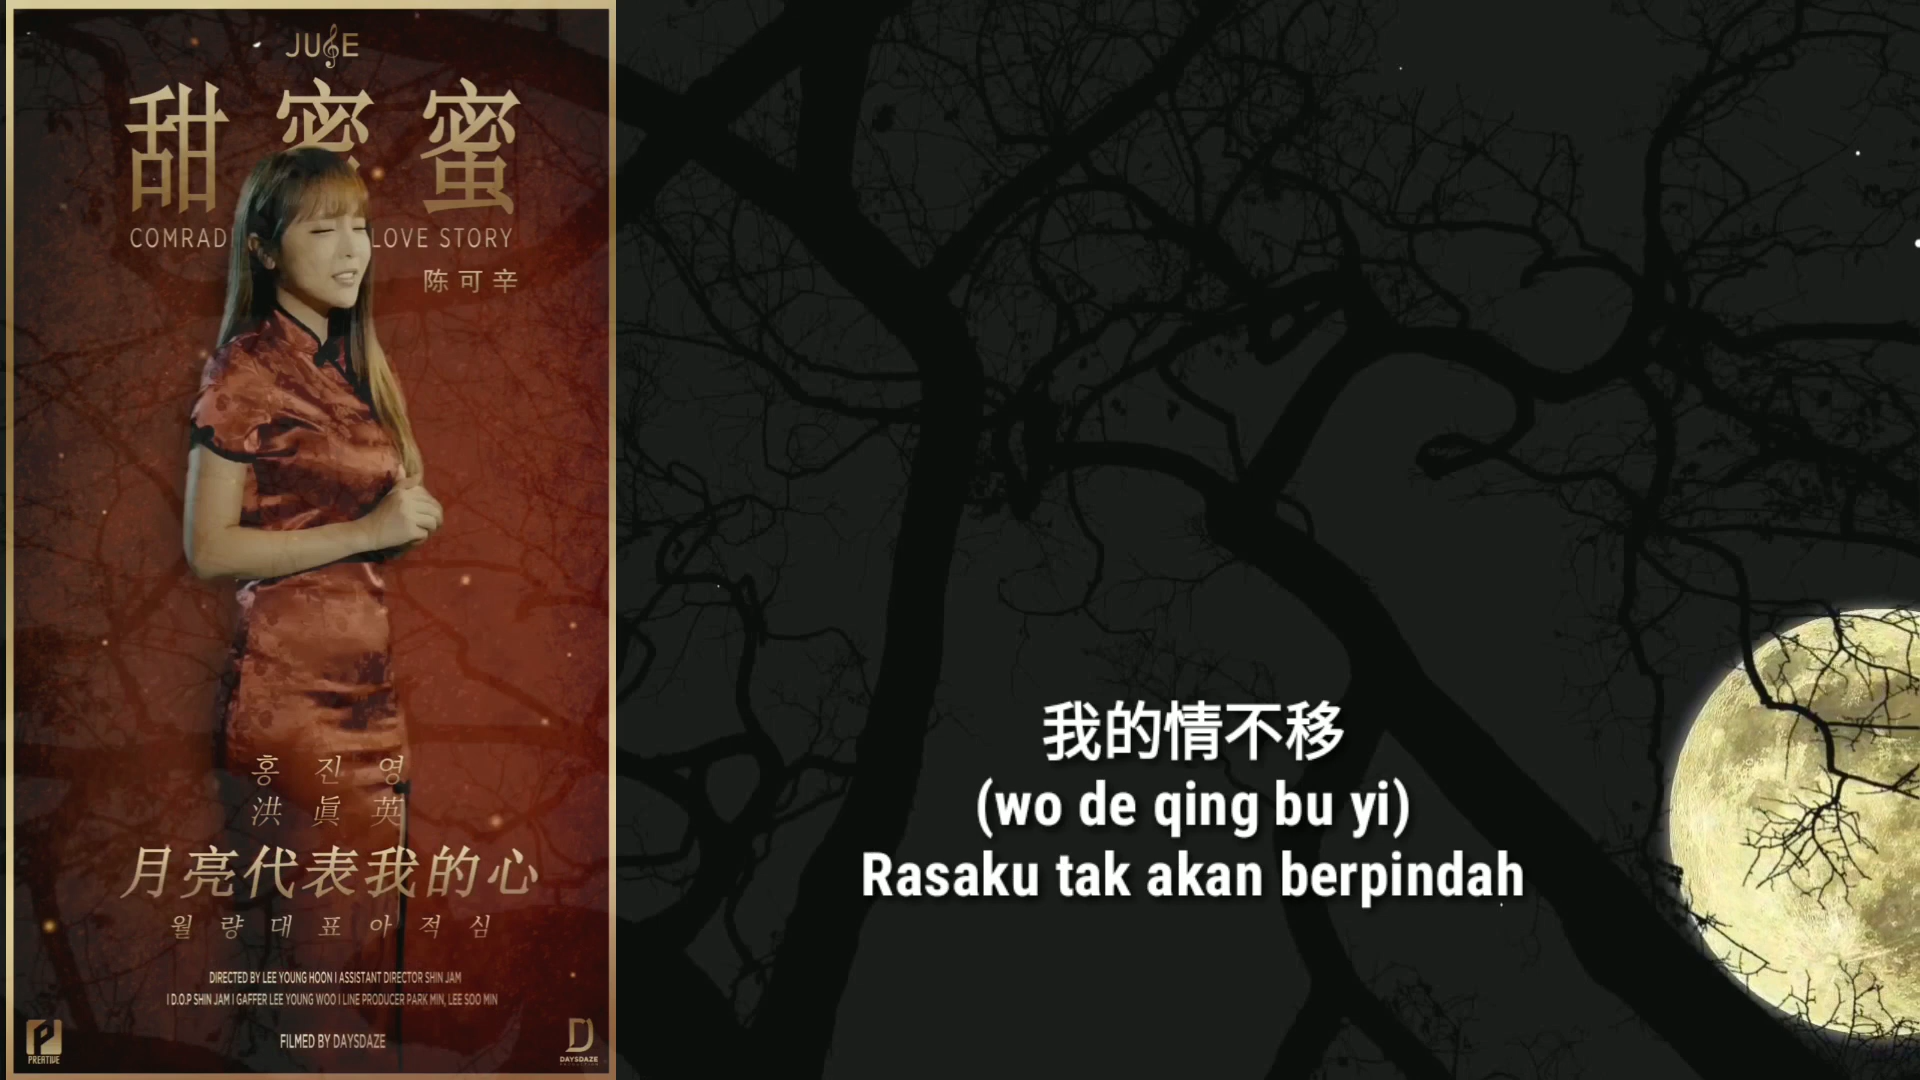 JUSE
甜蜜蜜
COMRAD LOVE STORY
陈可辛
홍진영
洪眞英
月亮代表我的心
월량대표아적심
DIRECTED BY LEE YOUNG HOON I ASSISTANT DIRECTOR SHIN JAM
I D.O.P SHIN JAM I GAFFER LEE YOUNG WOO I LINE PRODUCER PARK MIN, LEE SOO MIN
FILMED BY DAYSDAZE
PREATIVE
DAYSDAZE
我的情不移
(wo de qing bu yi)
Rasaku tak akan berpindah